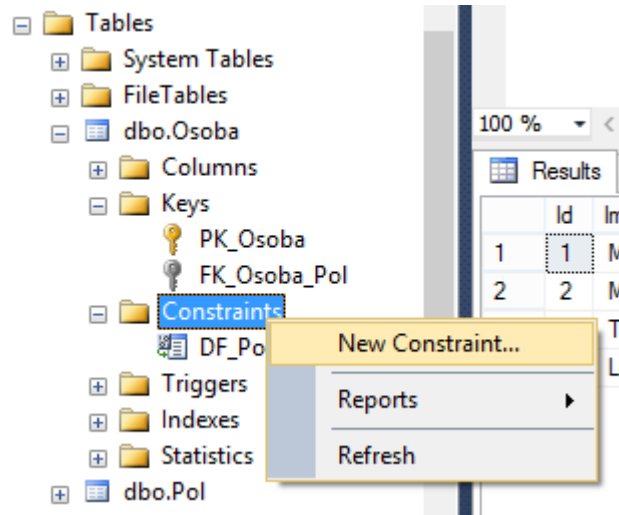 Tables
System Tables
FileTables
dbo.Osoba
Columns
Keys
PK_Osoba
FK_Osoba_Pol
Constraints
DF_Po
Triggers
Indexes
Statistics
dbo.Pol
New Constraint...
Reports
Refresh
100 %
Results
Id
1 1
2 2